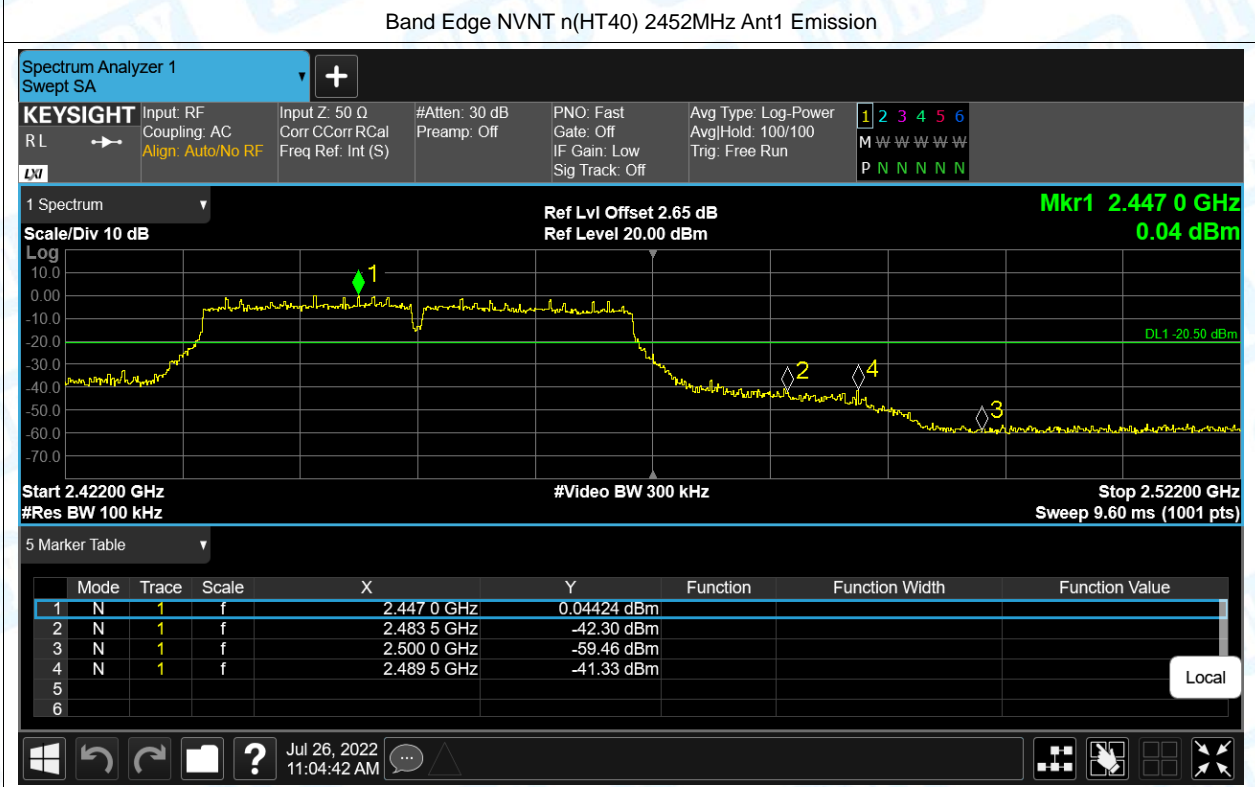 Band Edge NVNT n(HT40) 2452MHz Ant1 Emission
Spectrum Analyzer 1
Swept SA
KEYSIGHT
R L
LXI
Input: RF
Coupling: AC
Align: Auto/No RF
Input Z: 50 Ω
Corr CCorr RCal
Freq Ref: Int (S)
#Atten: 30 dB
Preamp: Off
PNO: Fast
Gate: Off
IF Gain: Low
Sig Track: Off
Avg Type: Log-Power
Avg|Hold: 100/100
Trig: Free Run
1 2 3 4 5 6
M W W W W W
P N N N N N
1 Spectrum
Scale/Div 10 dB
Ref Lvl Offset 2.65 dB
Ref Level 20.00 dBm
Mkr1 2.447 0 GHz
0.04 dBm
Log
10.0
0.00
-10.0
-20.0
-30.0
-40.0
-50.0
-60.0
-70.0
1
2
4
3
DL1 -20.50 dBm
Start 2.42200 GHz
#Res BW 100 kHz
#Video BW 300 kHz
Stop 2.52200 GHz
Sweep 9.60 ms (1001 pts)
5 Marker Table
Mode Trace Scale X Y Function Function Width Function Value
1 N 1 f 2.447 0 GHz 0.04424 dBm
2 N 1 f 2.483 5 GHz -42.30 dBm
3 N 1 f 2.500 0 GHz -59.46 dBm
4 N 1 f 2.489 5 GHz -41.33 dBm
5
6
Local
?
Jul 26, 2022
11:04:42 AM